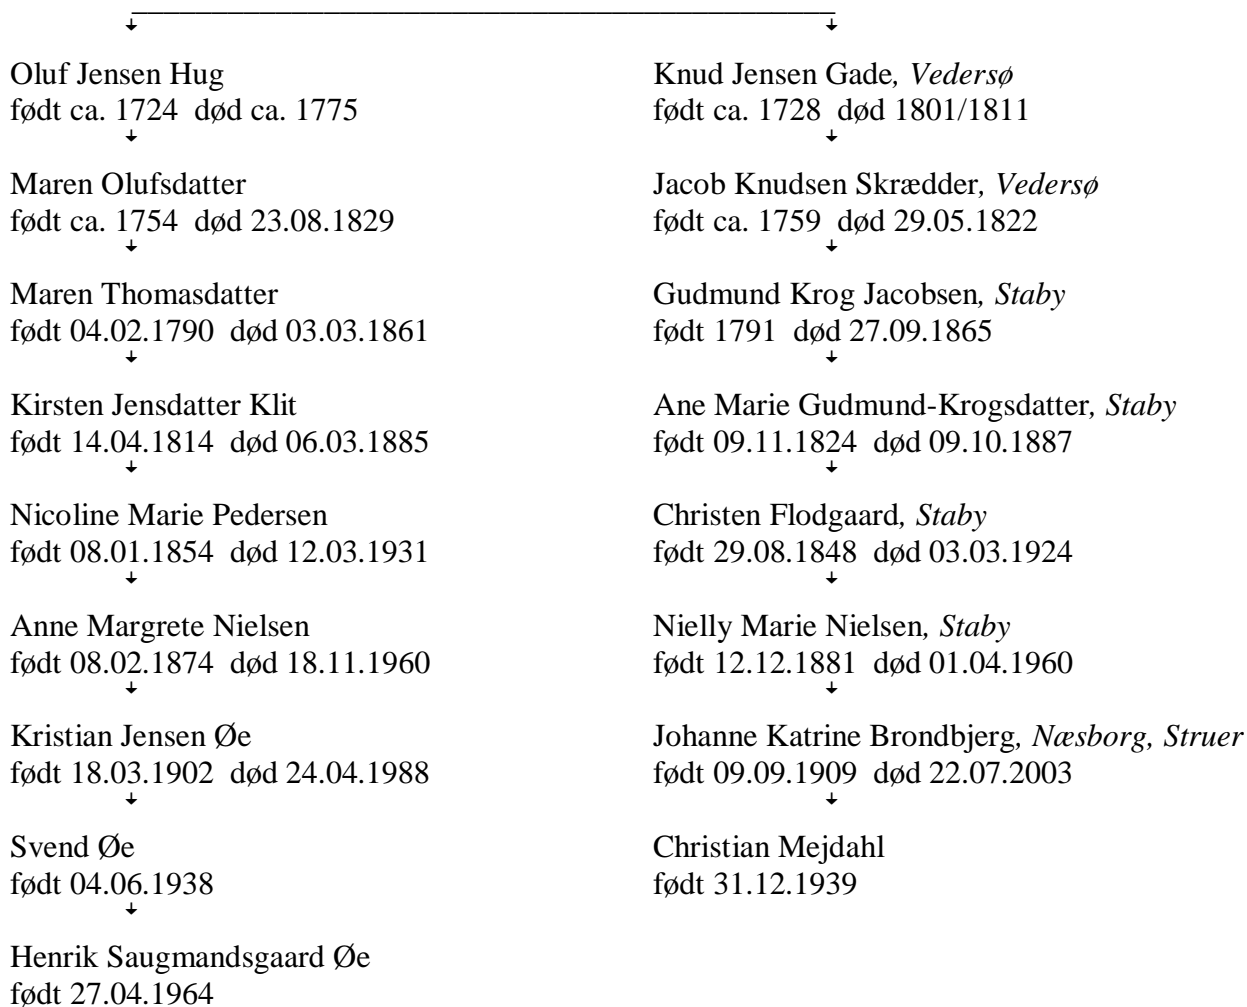 Oluf Jensen Hug
født ca. 1724  død ca. 1775
Maren Olufsdatter
født ca. 1754  død 23.08.1829
Maren Thomasdatter
født 04.02.1790  død 03.03.1861
Kirsten Jensdatter Klit
født 14.04.1814  død 06.03.1885
Nicoline Marie Pedersen
født 08.01.1854  død 12.03.1931
Anne Margrete Nielsen
født 08.02.1874  død 18.11.1960
Kristian Jensen Øe
født 18.03.1902  død 24.04.1988
Svend Øe
født 04.06.1938
Henrik Saugmandsgaard Øe
født 27.04.1964
Knud Jensen Gade, Vedersø
født ca. 1728  død 1801/1811
Jacob Knudsen Skrædder, Vedersø
født ca. 1759  død 29.05.1822
Gudmund Krog Jacobsen, Staby
født 1791  død 27.09.1865
Ane Marie Gudmund-Krogsdatter, Staby
født 09.11.1824  død 09.10.1887
Christen Flodgaard, Staby
født 29.08.1848  død 03.03.1924
Nielly Marie Nielsen, Staby
født 12.12.1881  død 01.04.1960
Johanne Katrine Brondbjerg, Næsborg, Struer
født 09.09.1909  død 22.07.2003
Christian Mejdahl
født 31.12.1939